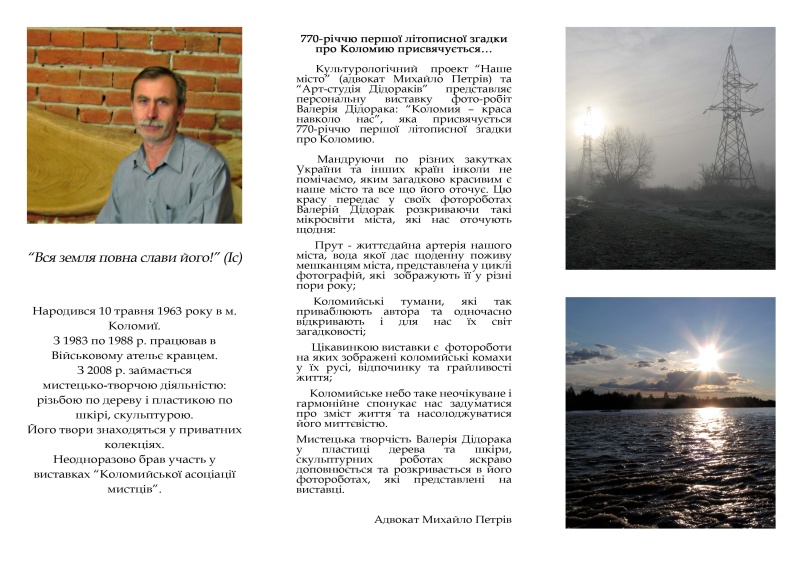 “Вся земля повна слави його!” (Іс)
Народився 10 травня 1963 року в м.
Коломиї.
З 1983 по 1988 р. працював в
Військовому ательє кравцем.
З 2008 р. займається
мистецько-творчою діяльністю:
різьбою по дереву і пластикою по
шкірі, скульптурою.
Його твори знаходяться у приватних
колекціях.
Неодноразово брав участь у
виставках “Коломийської асоціації
мистців”.
770-річчю першої літописної згадки
про Коломию присвячується…
Культурологічний проект “Наше
місто” (адвокат Михайло Петрів) та
“Арт-студія Дідораків” представляє
персональну виставку фото-робіт
Валерія Дідорака: “Коломия – краса
навколо нас”, яка присвячується
770-річчю першої літописної згадки
про Коломию.
Мандруючи по різних закутках
України та інших країн інколи не
помічаємо, яким загадково красивим є
наше місто та все що його оточує. Цю
красу передає у своїх фотороботах
Валерій Дідорак розкриваючи такі
мікросвіти міста, які нас оточують
щодня:
Прут - життєдайна артерія нашого
міста, вода якої дає щоденну поживу
мешканцям міста, представлена у циклі
фотографій, які зображують її у різні
пори року;
Коломийські тумани, які так
приваблюють автора та одночасно
відкривають і для нас їх світ
загадковості;
Цікавинкою виставки є фотороботи
на яких зображені коломийські комахи
у їх русі, відпочинку та грайливості
життя;
Коломийське небо таке неочікуване і
гармонійне спонукає нас задуматися
про зміст життя та насолоджуватися
його миттєвістю.
Мистецька творчість Валерія Дідорака
у пластиці дерева та шкіри,
скульптурних роботах яскраво
доповнюється та розкривається в його
фотороботах, які представлені на
виставці.
Адвокат Михайло Петрів